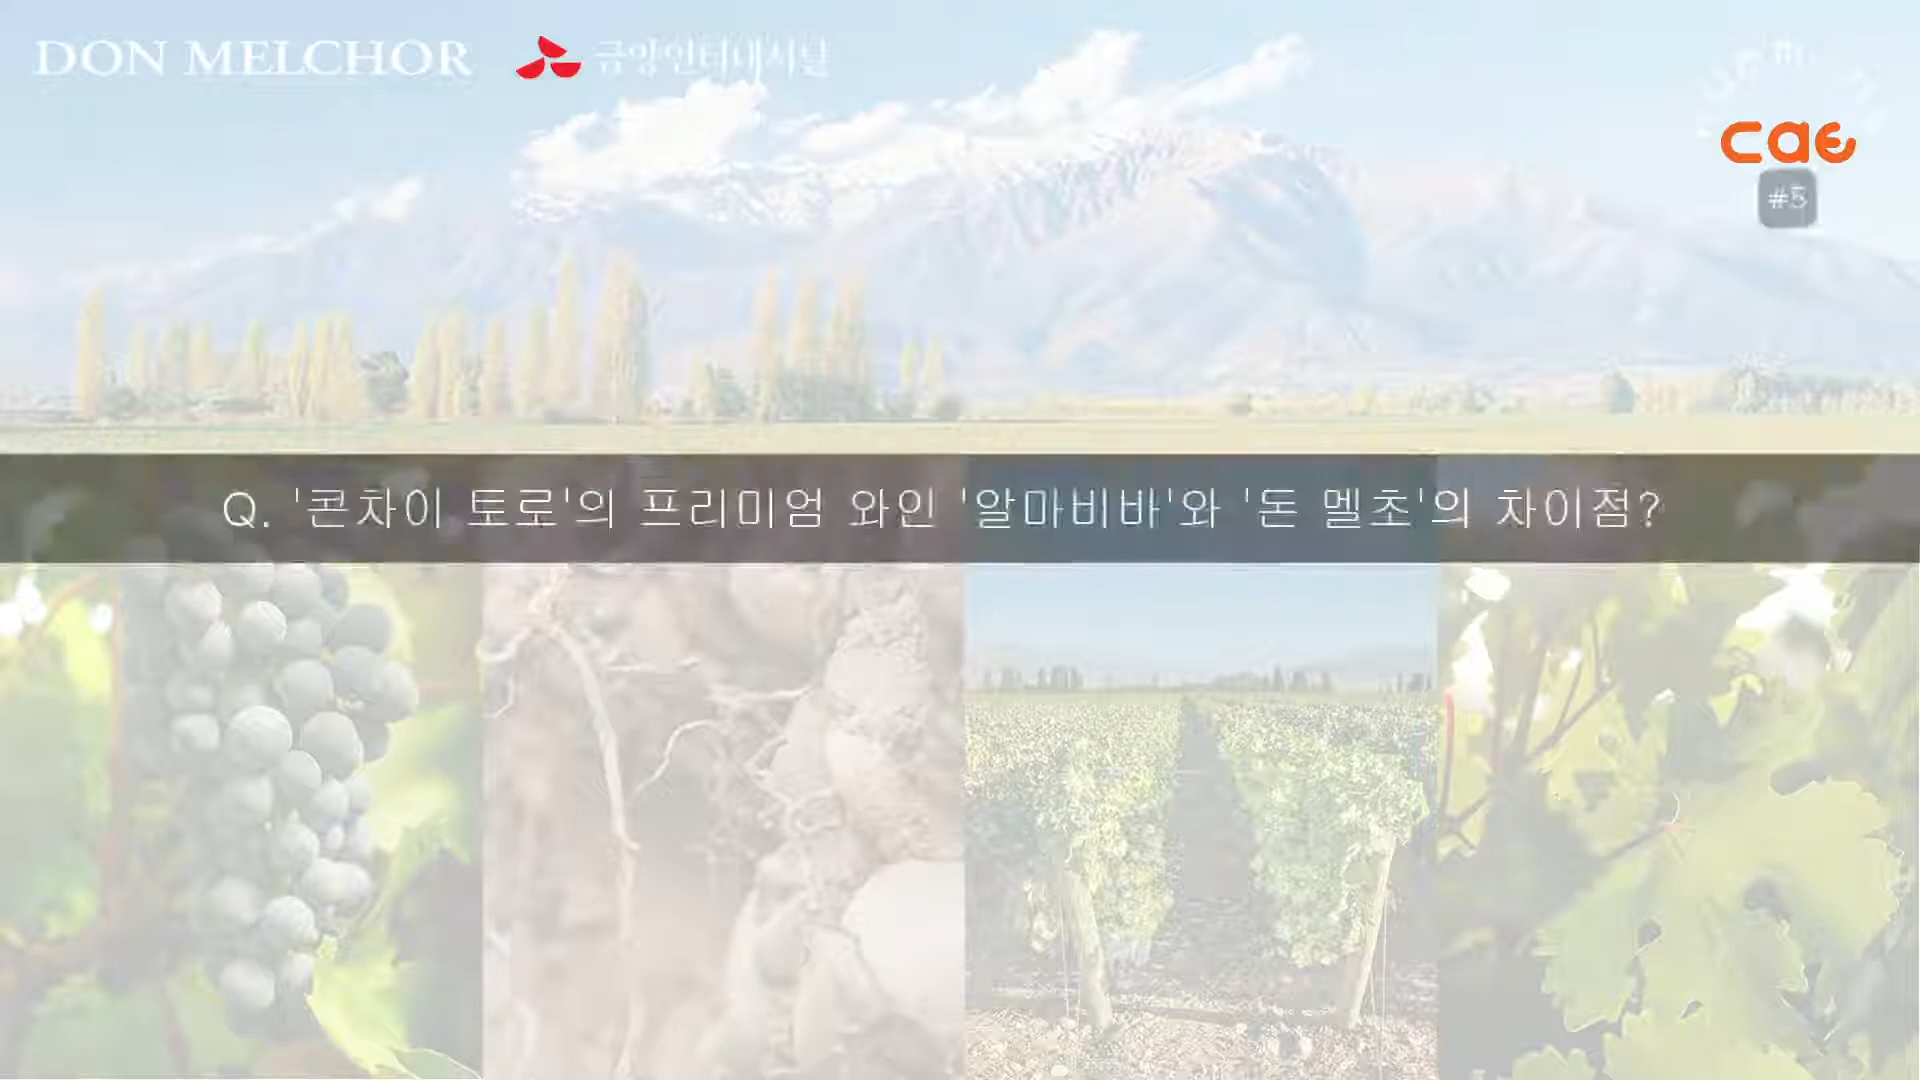 DON MELCHOR
금양인터내셔날
cae
#5
Q. '콘차이 토로'의 프리미엄 와인 '알마비바'와 '돈 멜초'의 차이점?